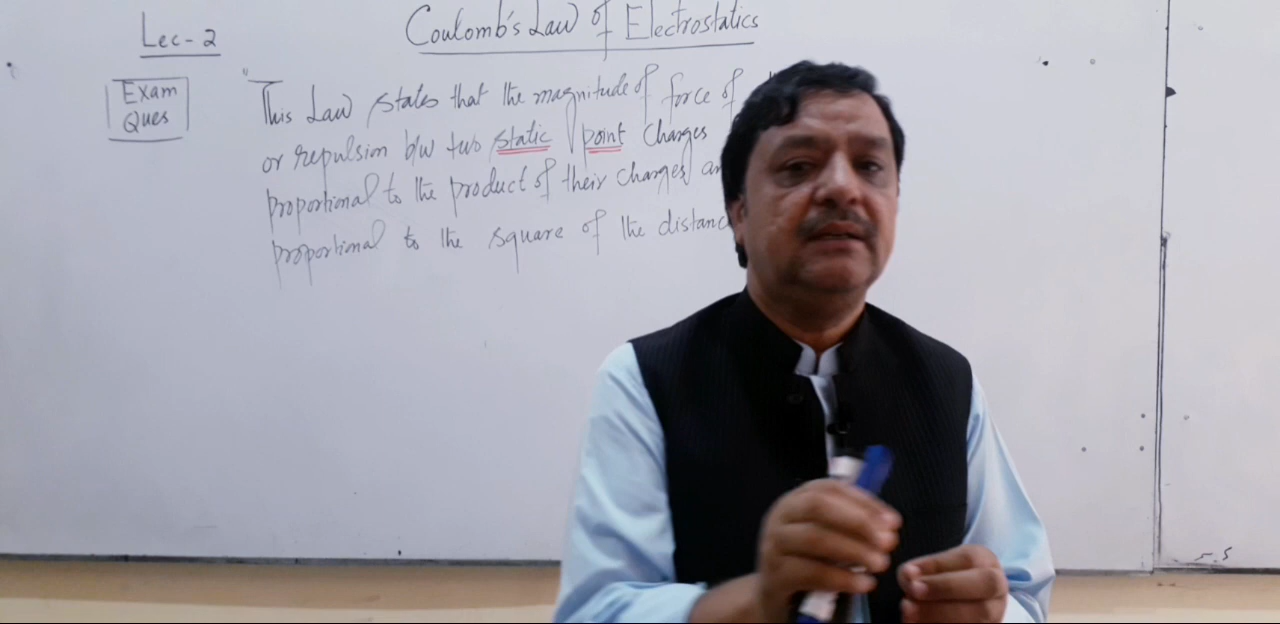 Lec-2
Coulomb's Law of Electrostatics
Exam
Ques
"This Law states that the magnitude of force of
or repulsion b/w two static point charges
proportional to the product of their charges an
proportional to the square of the distanc